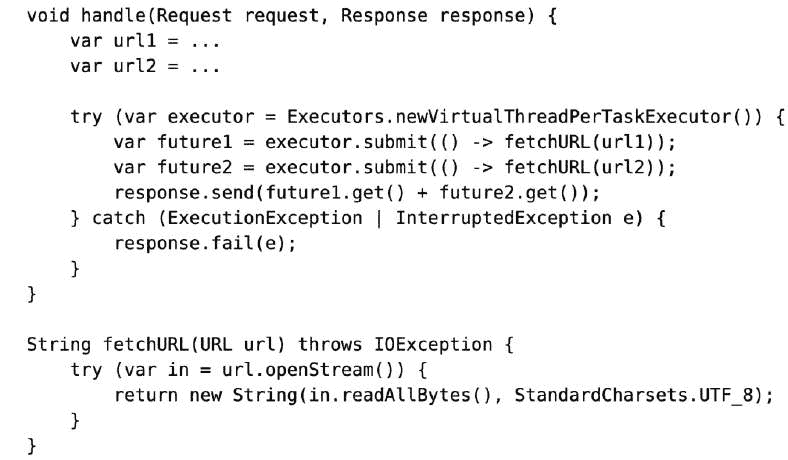 void handle(Request request, Response response) {
    var url1 = ...
    var url2 = ...

    try (var executor = Executors.newVirtualThreadPerTaskExecutor()) {
        var future1 = executor.submit(() -> fetchURL(url1));
        var future2 = executor.submit(() -> fetchURL(url2));
        response.send(future1.get() + future2.get());
    } catch (ExecutionException | InterruptedException e) {
        response.fail(e);
    }
}

String fetchURL(URL url) throws IOException {
    try (var in = url.openStream()) {
        return new String(in.readAllBytes(), StandardCharsets.UTF_8);
    }
}